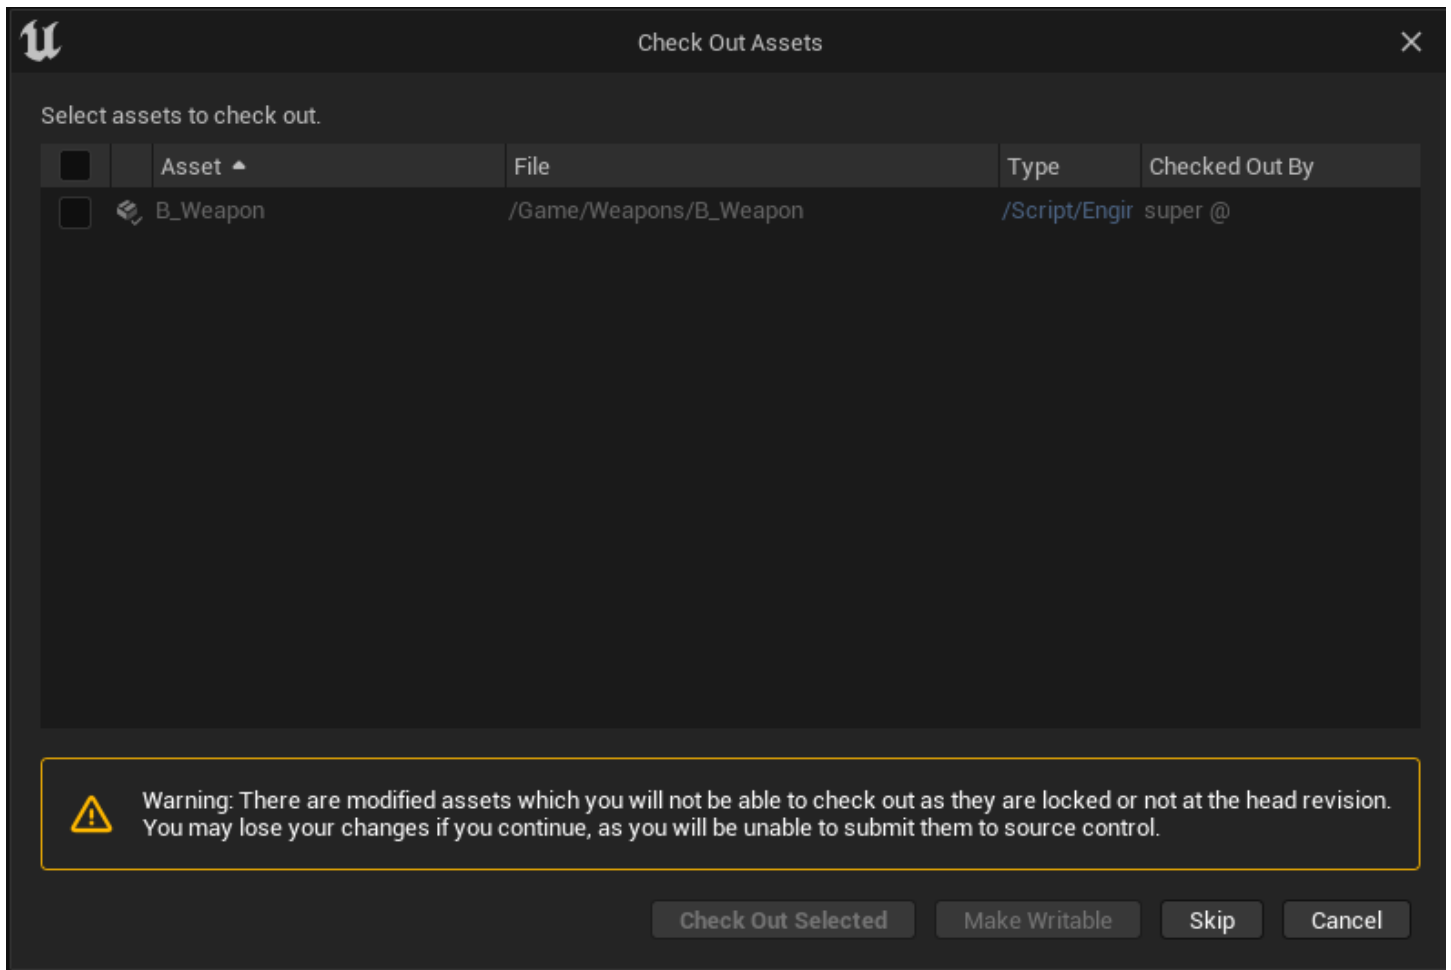 Check Out Assets
Select assets to check out.
Asset File Type Checked Out By
B_Weapon /Game/Weapons/B_Weapon /Script/Engir super @
Warning: There are modified assets which you will not be able to check out as they are locked or not at the head revision.
You may lose your changes if you continue, as you will be unable to submit them to source control.
Check Out Selected Make Writable Skip Cancel